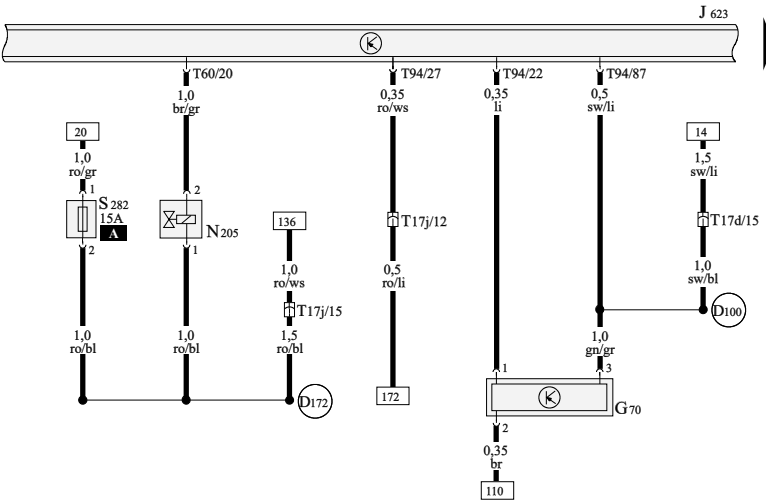 J 623
T60/20
T94/27
T94/22
T94/87
1,0
br/gr
0,35
ro/ws
0,35
li
0,5
sw/li
20
14
1,0
ro/gr
1,5
sw/li
1
2
S 282
15A
A
N205
136
T17j/12
T17d/15
2
1
1,0
ro/ws
0,5
ro/li
1,0
sw/bl
T17j/15
D100
1,0
ro/bl
1,0
ro/bl
1,5
ro/bl
1,0
gn/gr
1
3
172
D172
G70
2
0,35
br
110